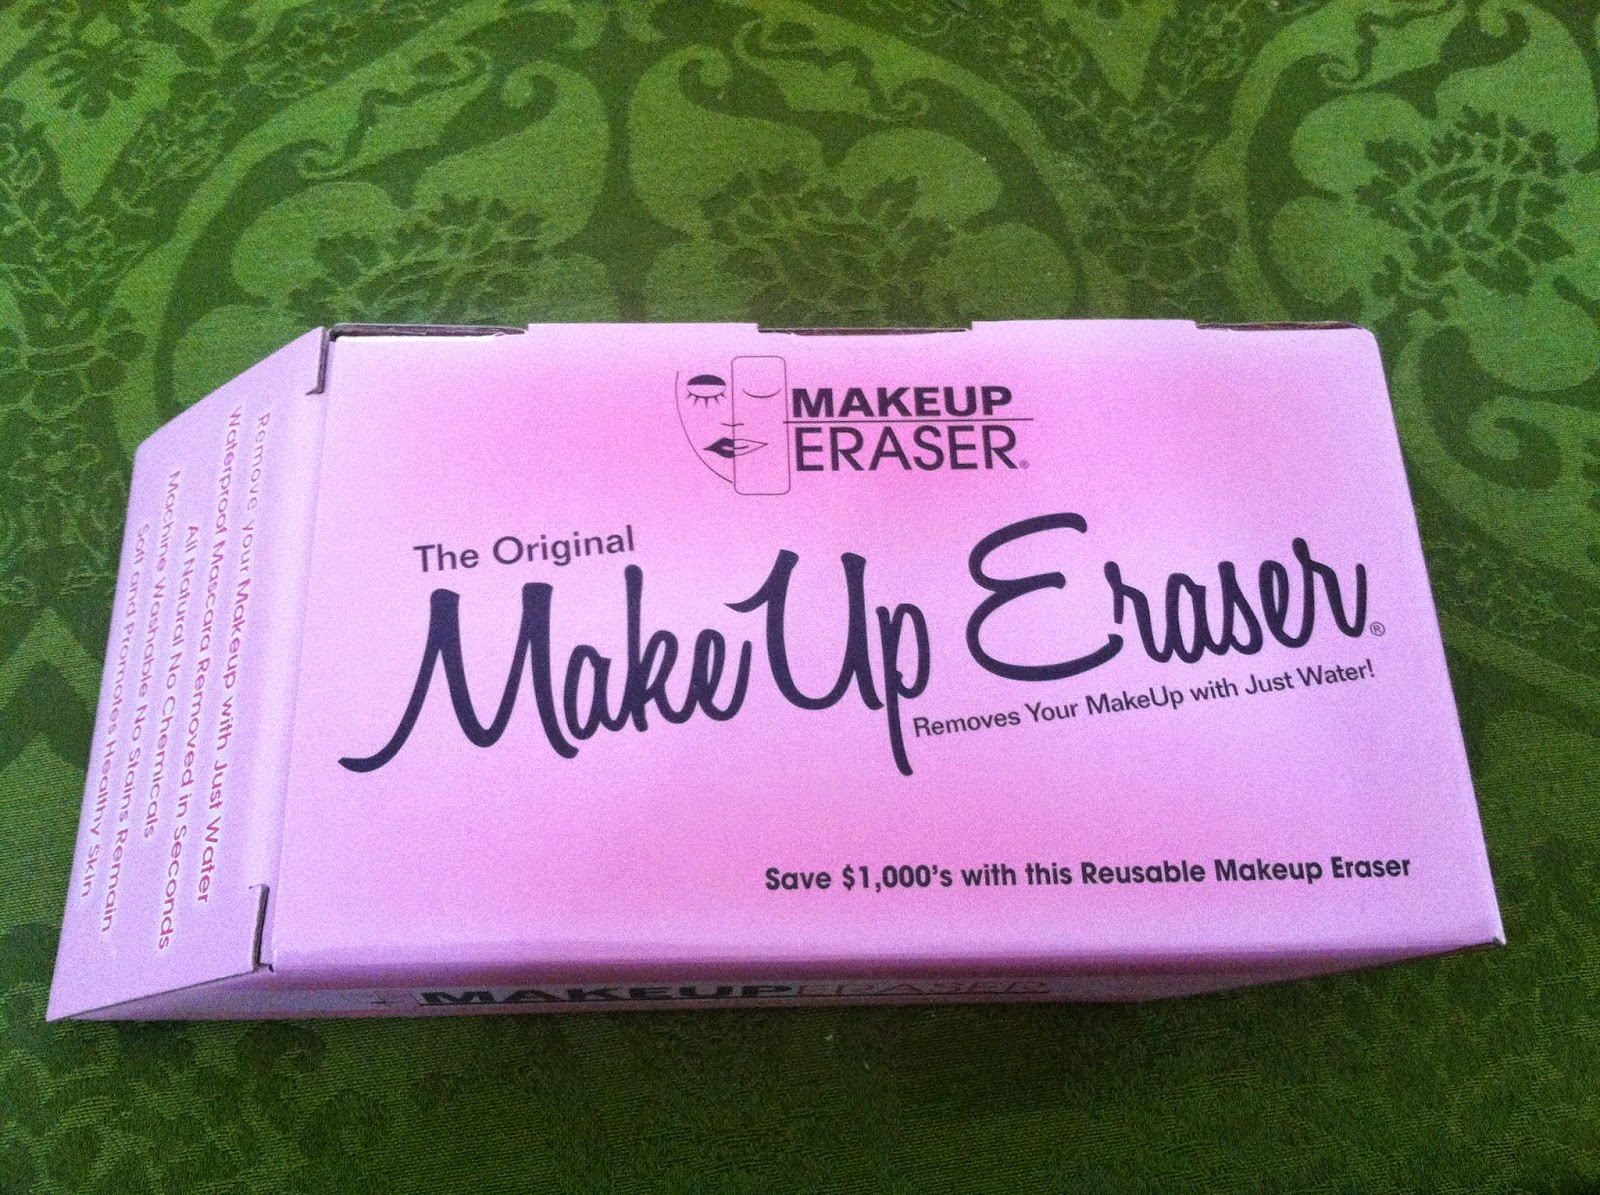 MAKEUP
ERASER®
The Original
MakeUp Eraser®
Removes Your MakeUp with Just Water!
Save $1,000's with this Reusable Makeup Eraser
Remove Your Makeup with Just Water
Waterproof Mascara Removed in Seconds
All Natural No Chemicals
Machine Washable No Stains Remain
Soft and Promotes Healthy Skin
MAKEUPERASER